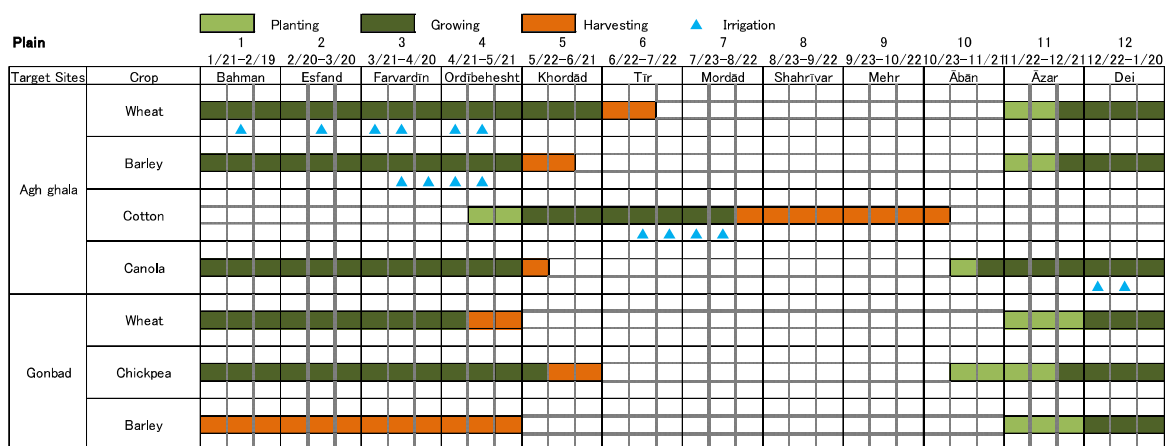 Planting Growing Harvesting Irrigation
Plain 1 2 3 4 5 6 7 8 9 10 11 12
1/21-2/19 2/20-3/20 3/21-4/20 4/21-5/21 5/22-6/21 6/22-7/22 7/23-8/22 8/23-9/22 9/23-10/22 10/23-11/21 11/22-12/21 12/22-1/20
Target Sites Crop Bahman Esfand Farvardīn Ordībehesht Khordād Tīr Mordād Shahrīvar Mehr Ābān Āzar Dei
Wheat
Barley
Agh ghala
Cotton
Canola
Wheat
Gonbad Chickpea
Barley